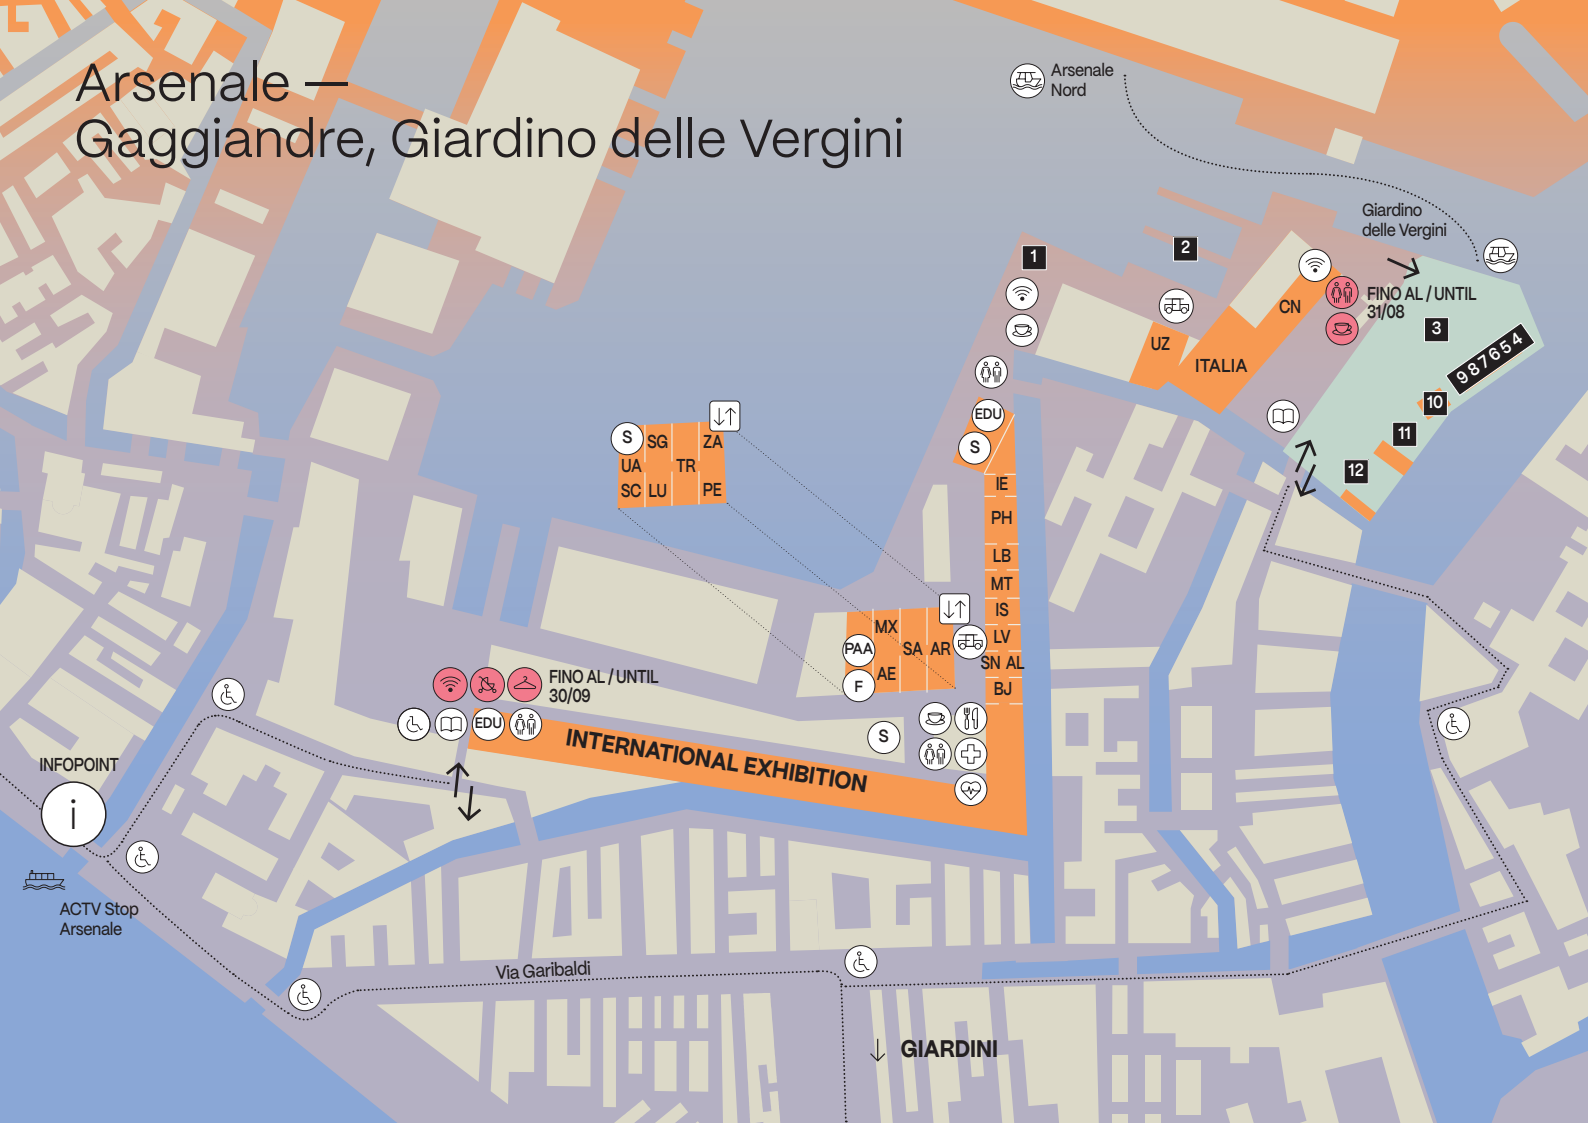 Arsenale —
Gaggiandre, Giardino delle Vergini
Arsenale
Nord
Giardino
delle Vergini
1
2
CN
FINO AL / UNTIL
31/08
3
UZ
ITALIA
987654
10
11
12
EDU
S
S
SG
ZA
UA
TR
SC
LU
PE
IE
PH
LB
MT
IS
LV
SN AL
BJ
MX
PAA
SA
AR
AE
F
S
FINO AL / UNTIL
30/09
EDU
INTERNATIONAL EXHIBITION
INFOPOINT
i
ACTV Stop
Arsenale
Via Garibaldi
↓ GIARDINI